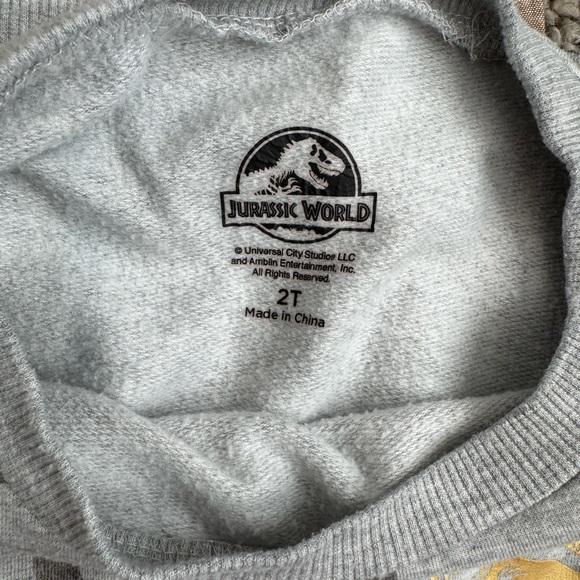 JURASSIC WORLD
© Universal City Studios LLC
and Amblin Entertainment, Inc.
All Rights Reserved.
2T
Made in China